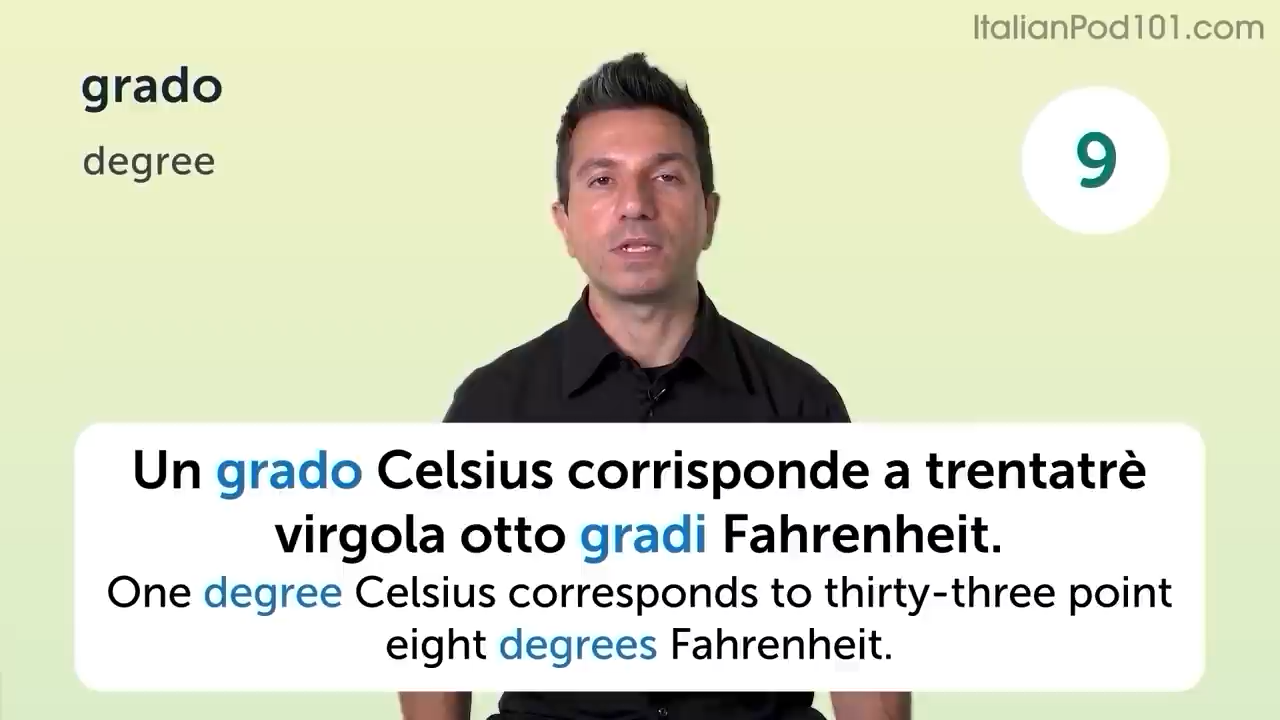 ItalianPod101.com
grado
degree
9
Un grado Celsius corrisponde a trentatrè
virgola otto gradi Fahrenheit.
One degree Celsius corresponds to thirty-three point
eight degrees Fahrenheit.